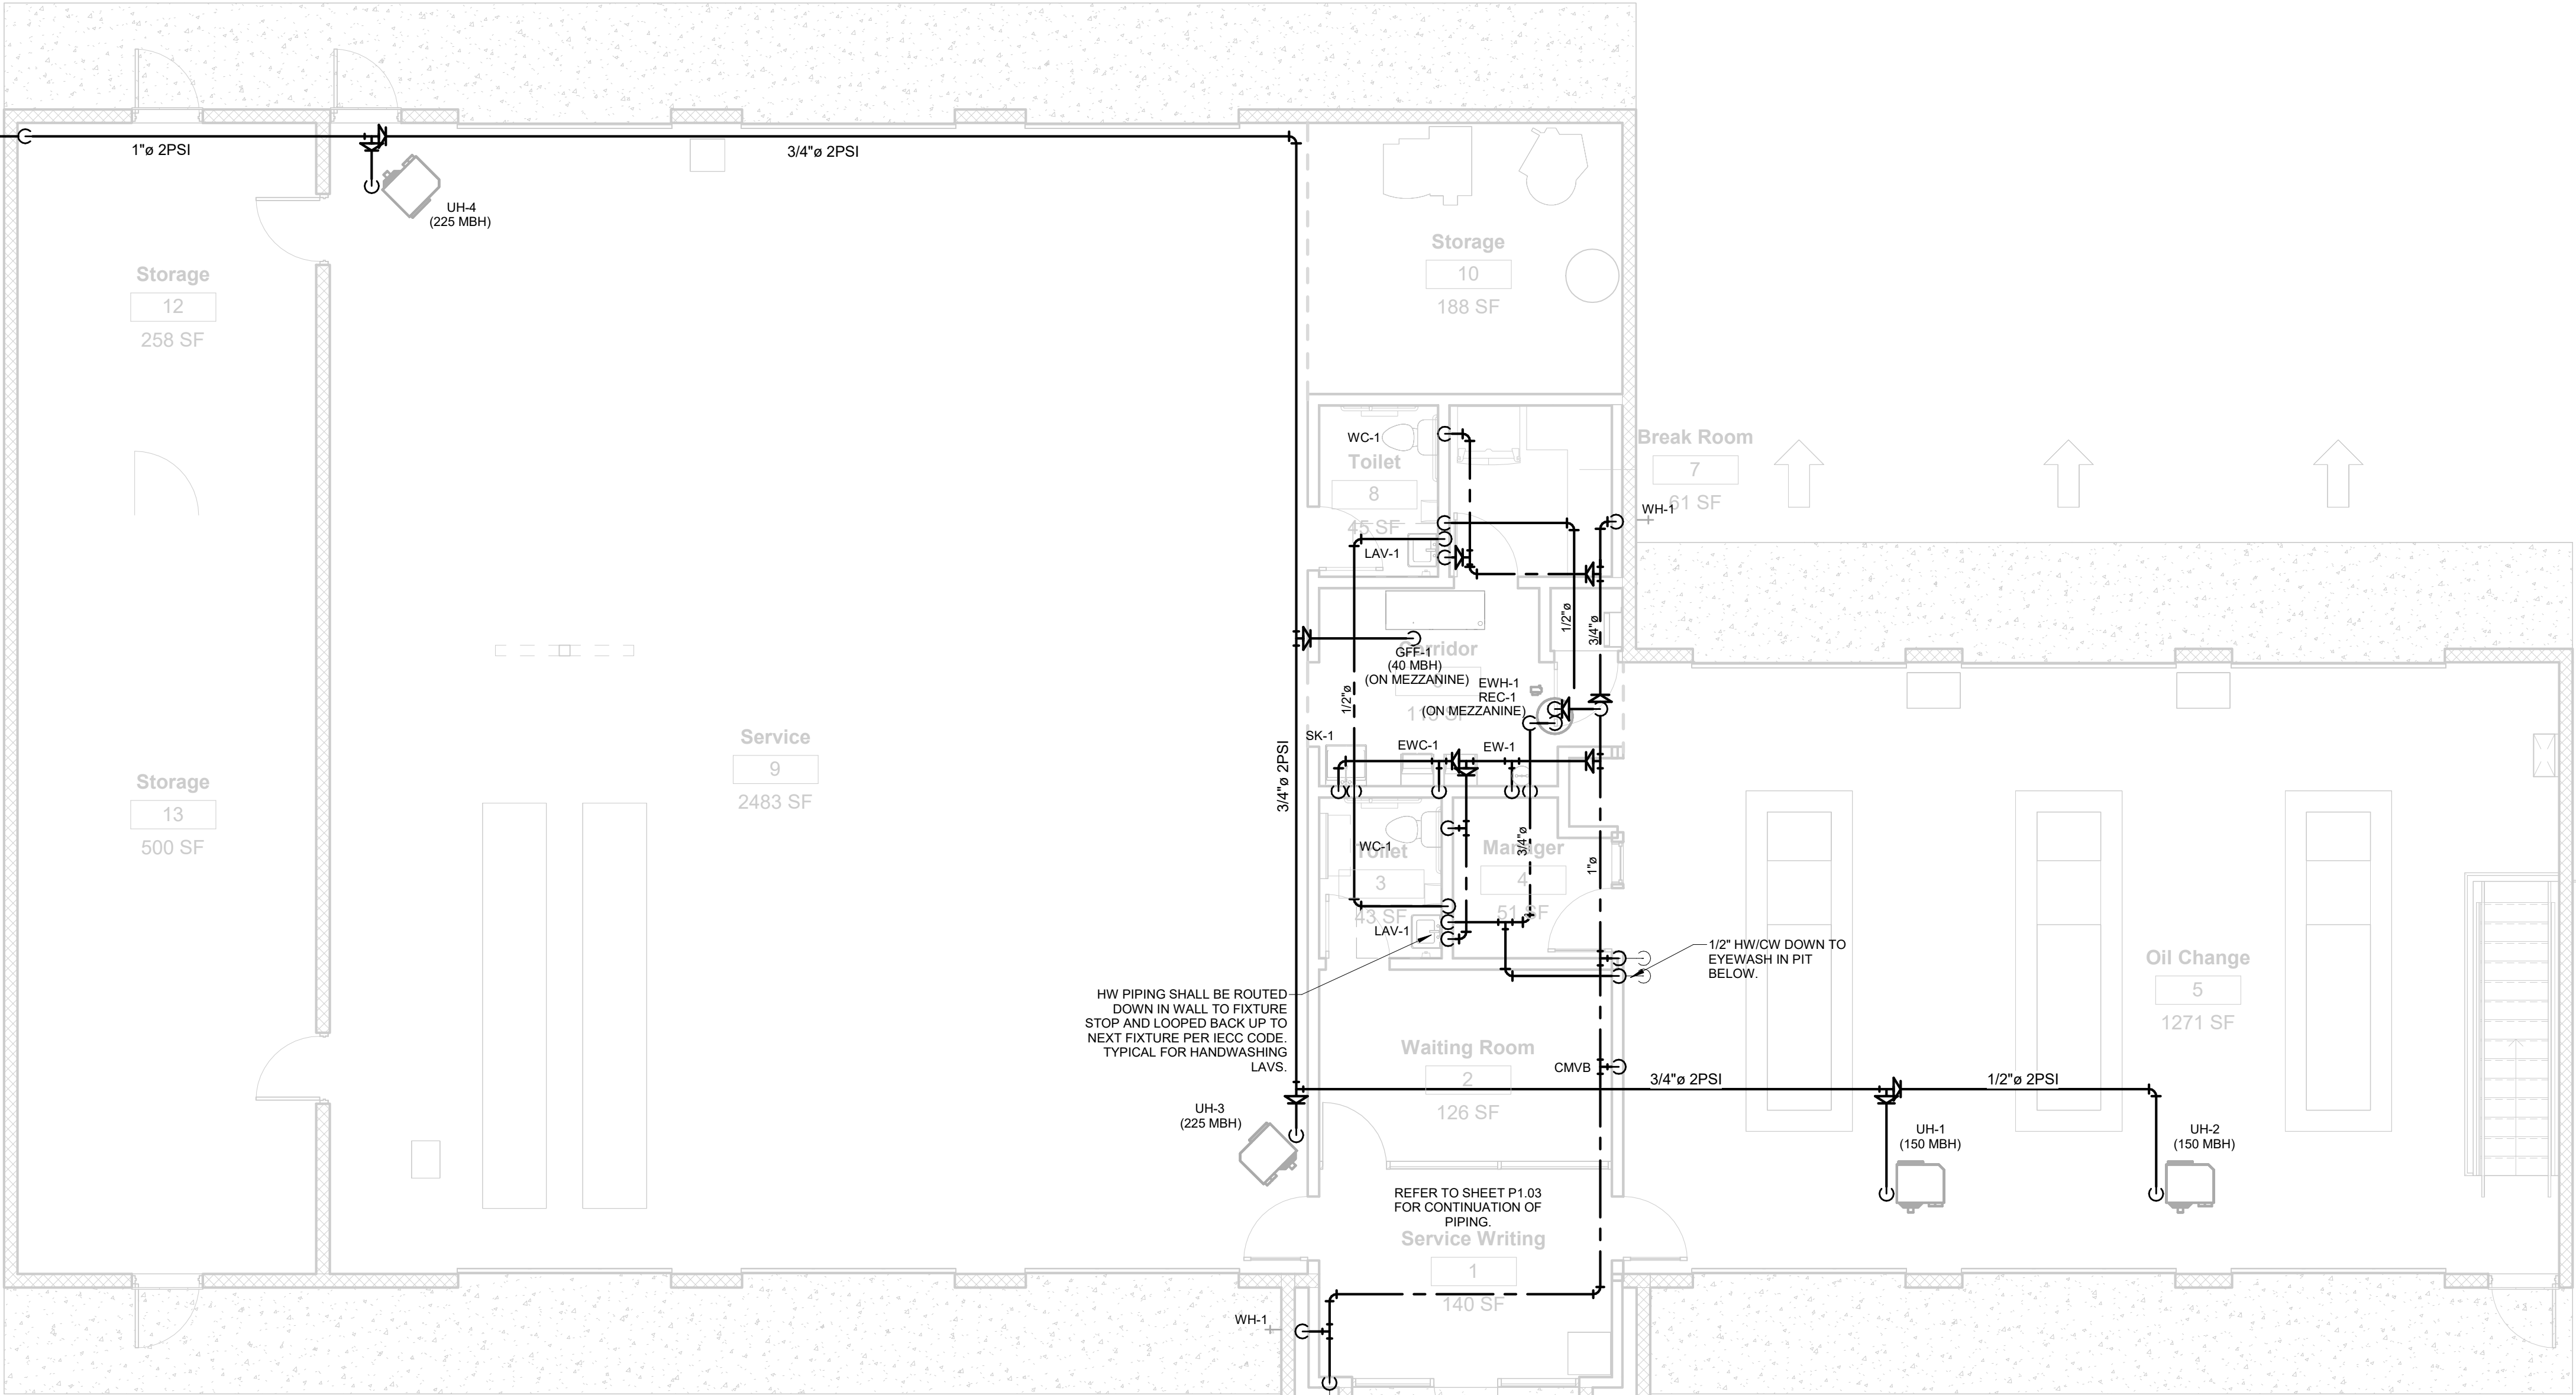 1"ø 2PSI
3/4"ø 2PSI
UH-4
(225 MBH)
Storage
12
258 SF
Storage
10
188 SF
WC-1
Toilet
8
45 SF
LAV-1
Break Room
7
61 SF
WH-1
1/2"ø
3/4"ø
GFF-1
(40 MBH)
(ON MEZZANINE)
EWH-1
REC-1
(ON MEZZANINE)
1/2"ø
SK-1
EWC-1
EW-1
Service
9
2483 SF
3/4"ø 2PSI
Storage
13
500 SF
WC-1
Toilet
3
43 SF
LAV-1
Manager
4
51 SF
3/4"ø
1"ø
1/2" HW/CW DOWN TO
EYEWASH IN PIT
BELOW.
Oil Change
5
1271 SF
HW PIPING SHALL BE ROUTED
DOWN IN WALL TO FIXTURE
STOP AND LOOPED BACK UP TO
NEXT FIXTURE PER IECC CODE.
TYPICAL FOR HANDWASHING
LAVS.
Waiting Room
2
126 SF
CMVB
3/4"ø 2PSI
1/2"ø 2PSI
UH-3
(225 MBH)
UH-1
(150 MBH)
UH-2
(150 MBH)
REFER TO SHEET P1.03
FOR CONTINUATION OF
PIPING.
Service Writing
1
140 SF
WH-1